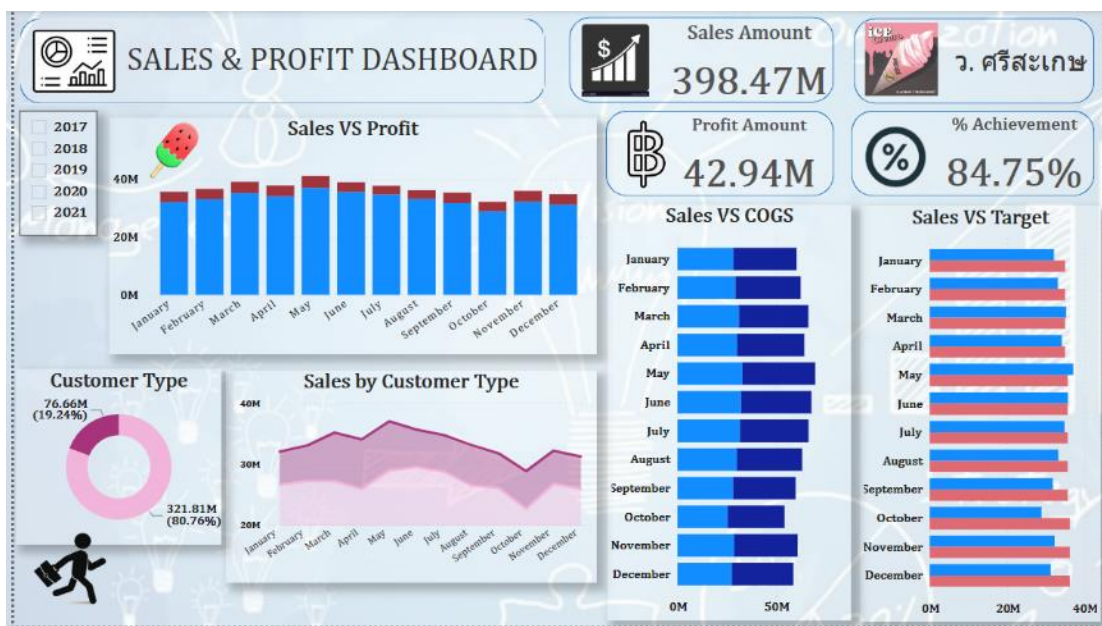 SALES & PROFIT DASHBOARD
Sales Amount
398.47M
ICE
ว. ศรีสะเกษ
2017
2018
2019
2020
2021
Sales VS Profit
40M
20M
0M
January
February
March
April
May
June
July
August
September
October
November
December
Profit Amount
42.94M
% Achievement
84.75%
Customer Type
76.66M
(19.24%)
321.81M
(80.76%)
Sales by Customer Type
40M
30M
20M
January
February
March
April
May
June
July
August
September
October
November
December
Sales VS COGS
January
February
March
April
May
June
July
August
September
October
November
December
0M
50M
Sales VS Target
January
February
March
April
May
June
July
August
September
October
November
December
0M
20M
40M